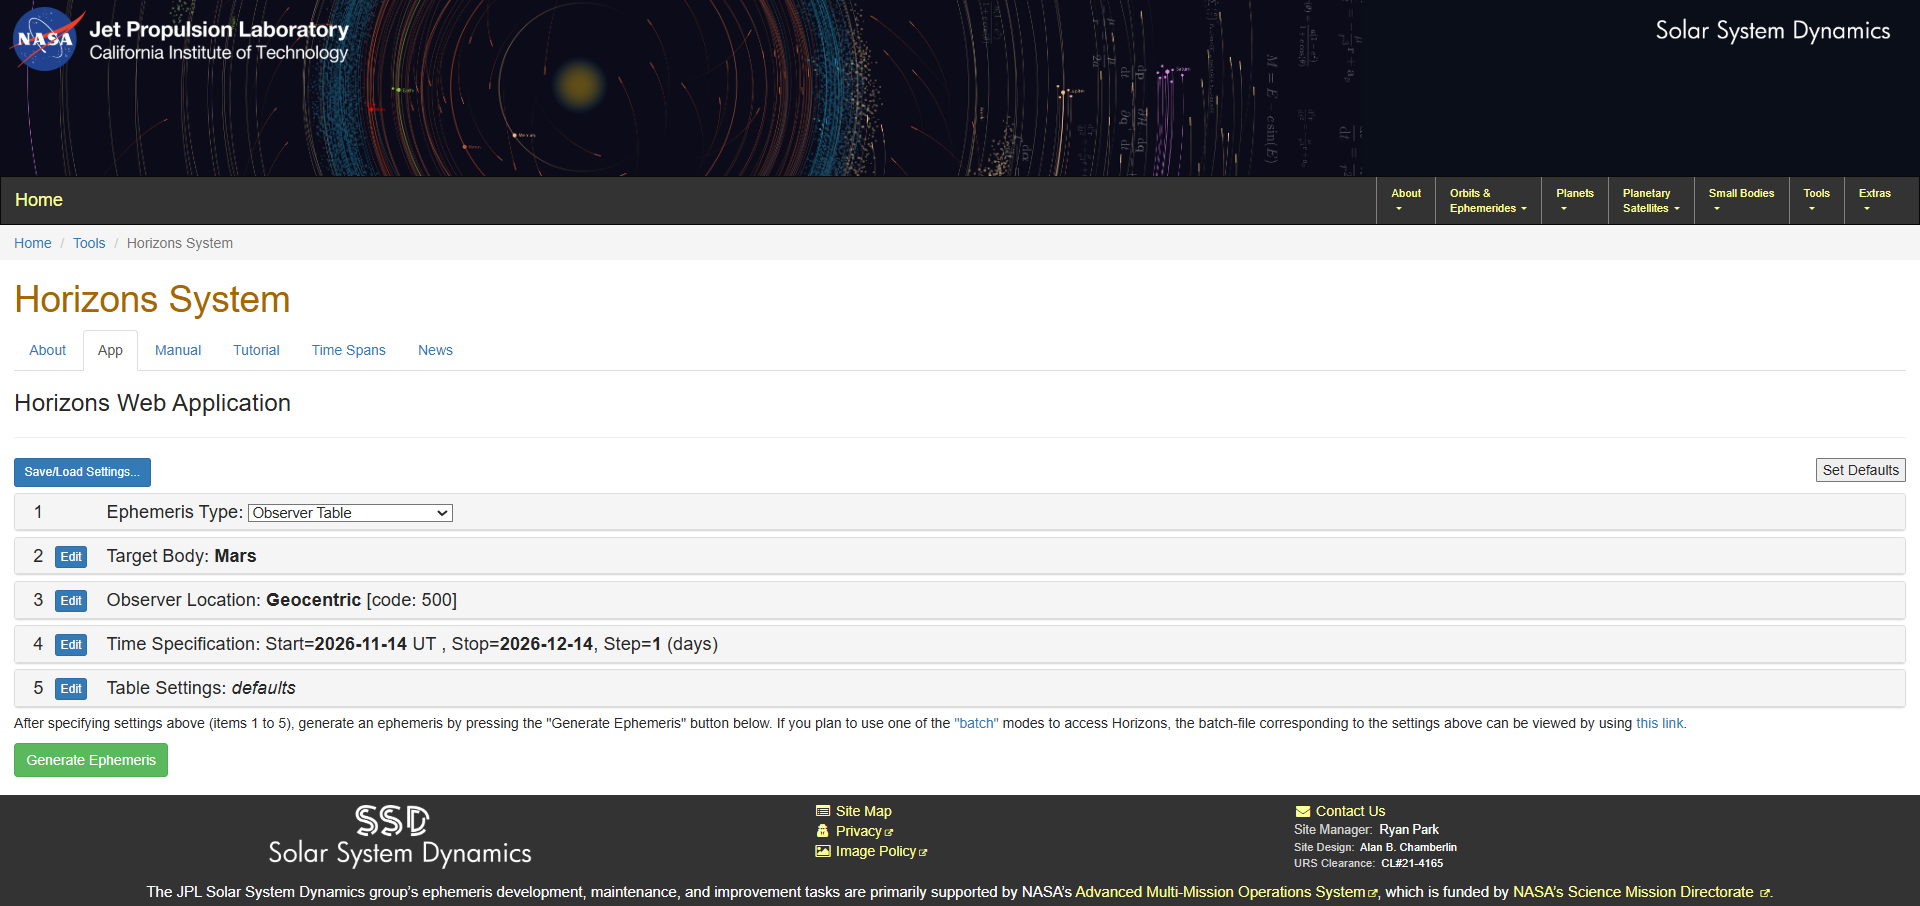 NASA
Jet Propulsion Laboratory
California Institute of Technology
Solar System Dynamics
Home
About
Orbits &
Ephemerides
Planets
Planetary
Satellites
Small Bodies
Tools
Extras
Home / Tools / Horizons System
Horizons System
About
App
Manual
Tutorial
Time Spans
News
Horizons Web Application
Save/Load Settings...
Set Defaults
1 Ephemeris Type: Observer Table
2 Edit Target Body: Mars
3 Edit Observer Location: Geocentric [code: 500]
4 Edit Time Specification: Start=2026-11-14 UT , Stop=2026-12-14, Step=1 (days)
5 Edit Table Settings: defaults
After specifying settings above (items 1 to 5), generate an ephemeris by pressing the "Generate Ephemeris" button below. If you plan to use one of the "batch" modes to access Horizons, the batch-file corresponding to the settings above can be viewed by using this link.
Generate Ephemeris
SSD
Solar System Dynamics
Site Map
Privacy
Image Policy
Contact Us
Site Manager: Ryan Park
Site Design: Alan B. Chamberlin
URS Clearance: CL#21-4165
The JPL Solar System Dynamics group's ephemeris development, maintenance, and improvement tasks are primarily supported by NASA's Advanced Multi-Mission Operations System, which is funded by NASA's Science Mission Directorate .